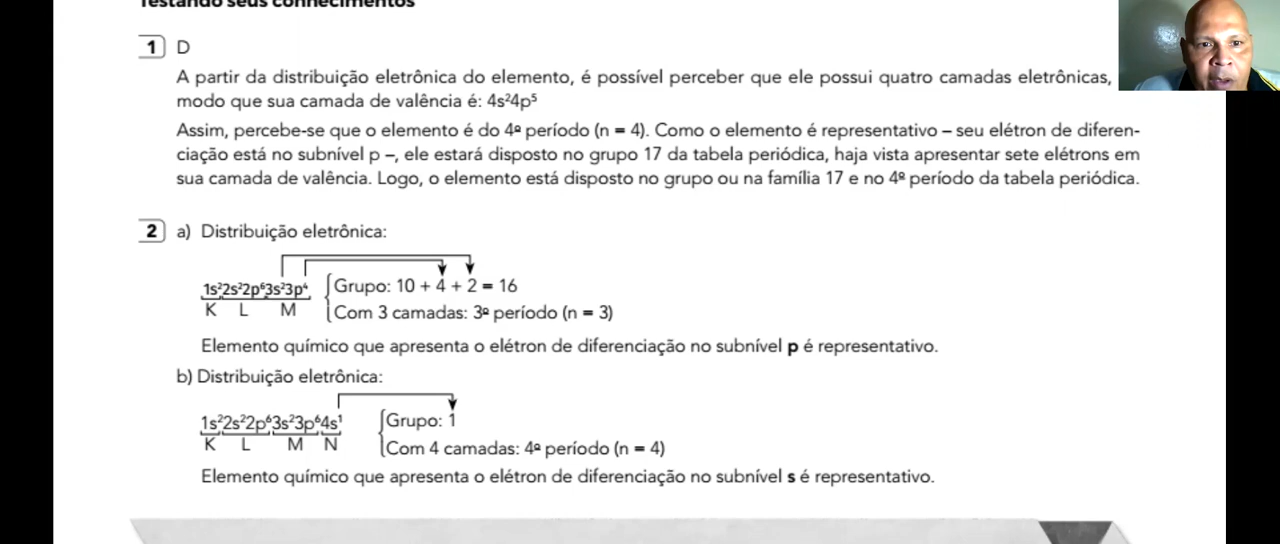 Testando seus conhecimentos
1 D
A partir da distribuição eletrônica do elemento, é possível perceber que ele possui quatro camadas eletrônicas,
modo que sua camada de valência é: 4s²4p⁵
Assim, percebe-se que o elemento é do 4º período (n = 4). Como o elemento é representativo – seu elétron de diferen-
ciação está no subnível p –, ele estará disposto no grupo 17 da tabela periódica, haja vista apresentar sete elétrons em
sua camada de valência. Logo, o elemento está disposto no grupo ou na família 17 e no 4º período da tabela periódica.
2 a) Distribuição eletrônica:
1s²2s²2p⁶3s²3p⁴ Grupo: 10 + 4 + 2 = 16
K L M Com 3 camadas: 3º período (n = 3)
Elemento químico que apresenta o elétron de diferenciação no subnível p é representativo.
b) Distribuição eletrônica:
1s²2s²2p⁶3s²3p⁶4s¹ Grupo: 1
K L M N Com 4 camadas: 4º período (n = 4)
Elemento químico que apresenta o elétron de diferenciação no subnível s é representativo.